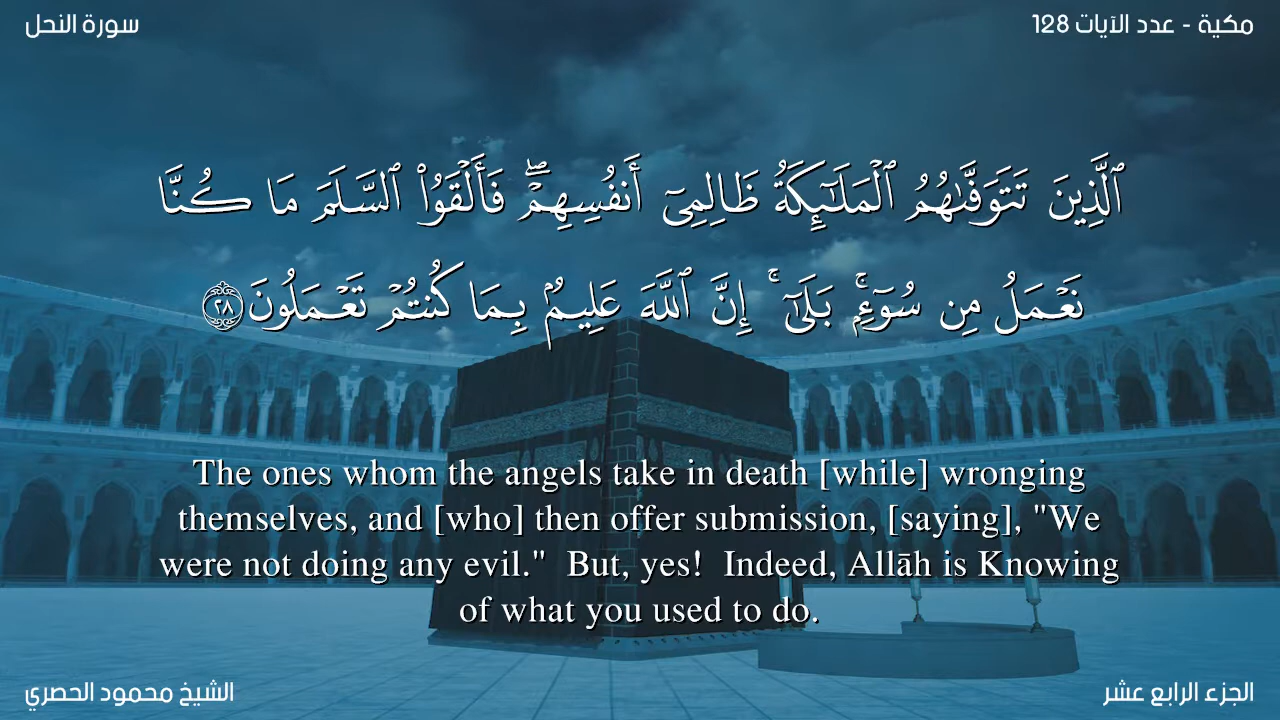 مكية - عدد الآيات 128
سورة النحل
ٱلَّذِينَ تَتَوَفَّىٰهُمُ ٱلْمَلَـٰٓئِكَةُ ظَالِمِىٓ أَنفُسِهِمْ ۖ فَأَلْقَوُا۟ ٱلسَّلَمَ مَا كُنَّا
نَعْمَلُ مِن سُوٓءٍۭ ۚ بَلَىٰٓ ۚ إِنَّ ٱللَّهَ عَلِيمٌۢ بِمَا كُنتُمْ تَعْمَلُونَ ٢٨
The ones whom the angels take in death [while] wronging
themselves, and [who] then offer submission, [saying], "We
were not doing any evil."  But, yes!  Indeed, Allāh is Knowing
of what you used to do.
الجزء الرابع عشر
الشيخ محمود الحصري